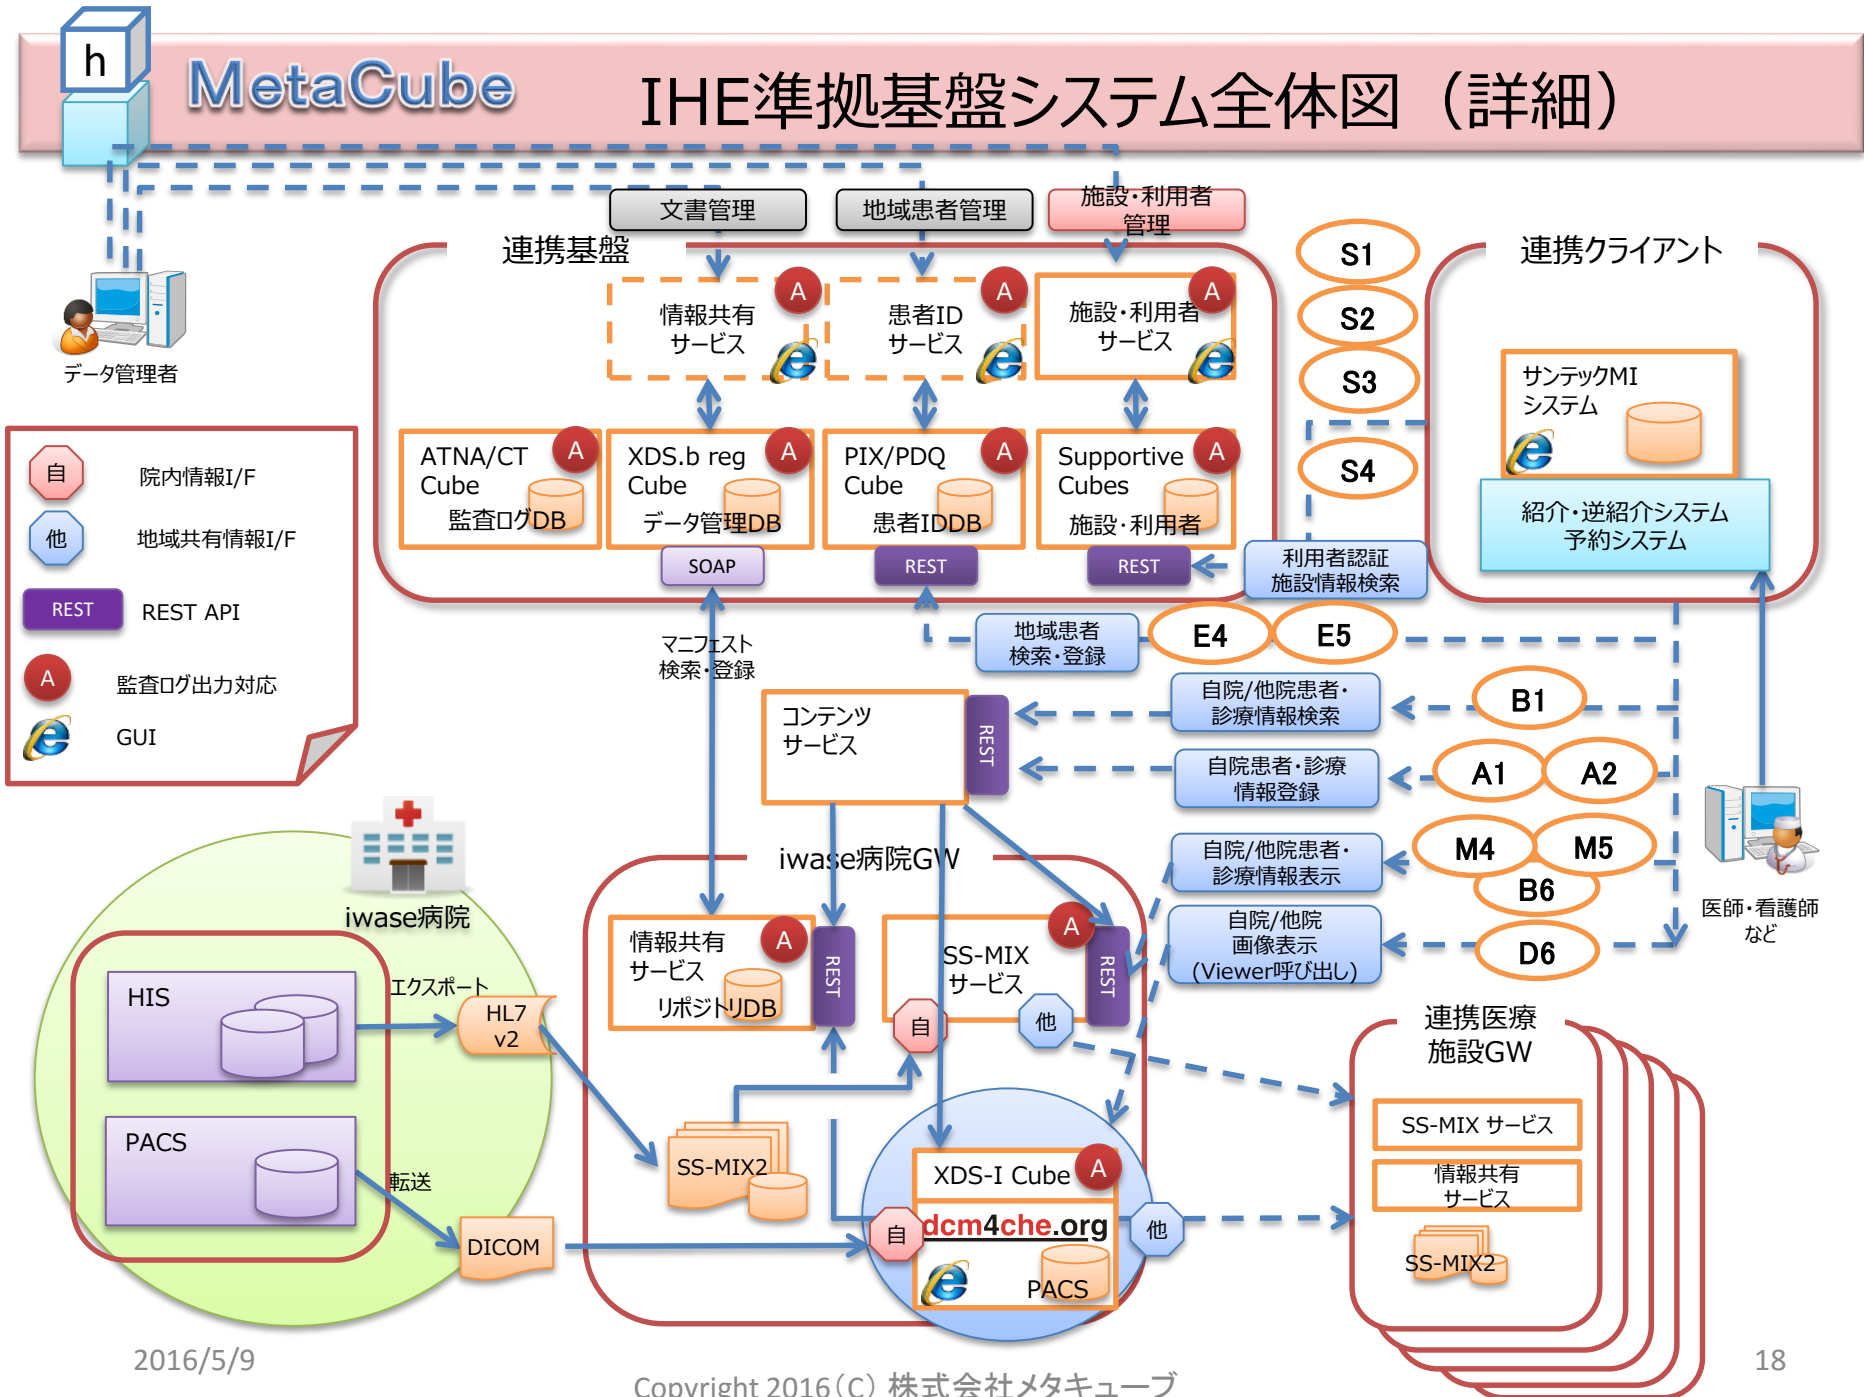 h
MetaCube
IHE準拠基盤システム全体図（詳細）
文書管理
地域患者管理
施設・利用者
管理
連携基盤
連携クライアント
データ管理者
情報共有
サービス
A
患者ID
サービス
A
施設・利用者
サービス
A
S1
S2
S3
S4
サンテックMI
システム
紹介・逆紹介システム
予約システム
ATNA/CT
Cube
監査ログDB
A
XDS.b reg
Cube
データ管理DB
A
PIX/PDQ
Cube
患者IDDB
A
Supportive
Cubes
施設・利用者
A
SOAP
REST
REST
利用者認証
施設情報検索
自
院内情報I/F
他
地域共有情報I/F
REST
REST API
A
監査ログ出力対応
GUI
マニフェスト
検索・登録
地域患者
検索・登録
E4
E5
コンテンツ
サービス
REST
自院/他院患者・
診療情報検索
B1
自院患者・診療
情報登録
A1
A2
自院/他院患者・
診療情報表示
M4
M5
B6
自院/他院
画像表示
(Viewer呼び出し)
D6
医師・看護師
など
iwase病院
HIS
PACS
エクスポート
HL7
v2
転送
DICOM
iwase病院GW
情報共有
サービス
リポジトリDB
A
REST
SS-MIX
サービス
A
REST
自
他
SS-MIX2
XDS-I Cube
A
自
dcm4che.org
他
PACS
連携医療
施設GW
SS-MIX サービス
情報共有
サービス
SS-MIX2
2016/5/9
Copyright 2016(C) 株式会社メタキューブ
18